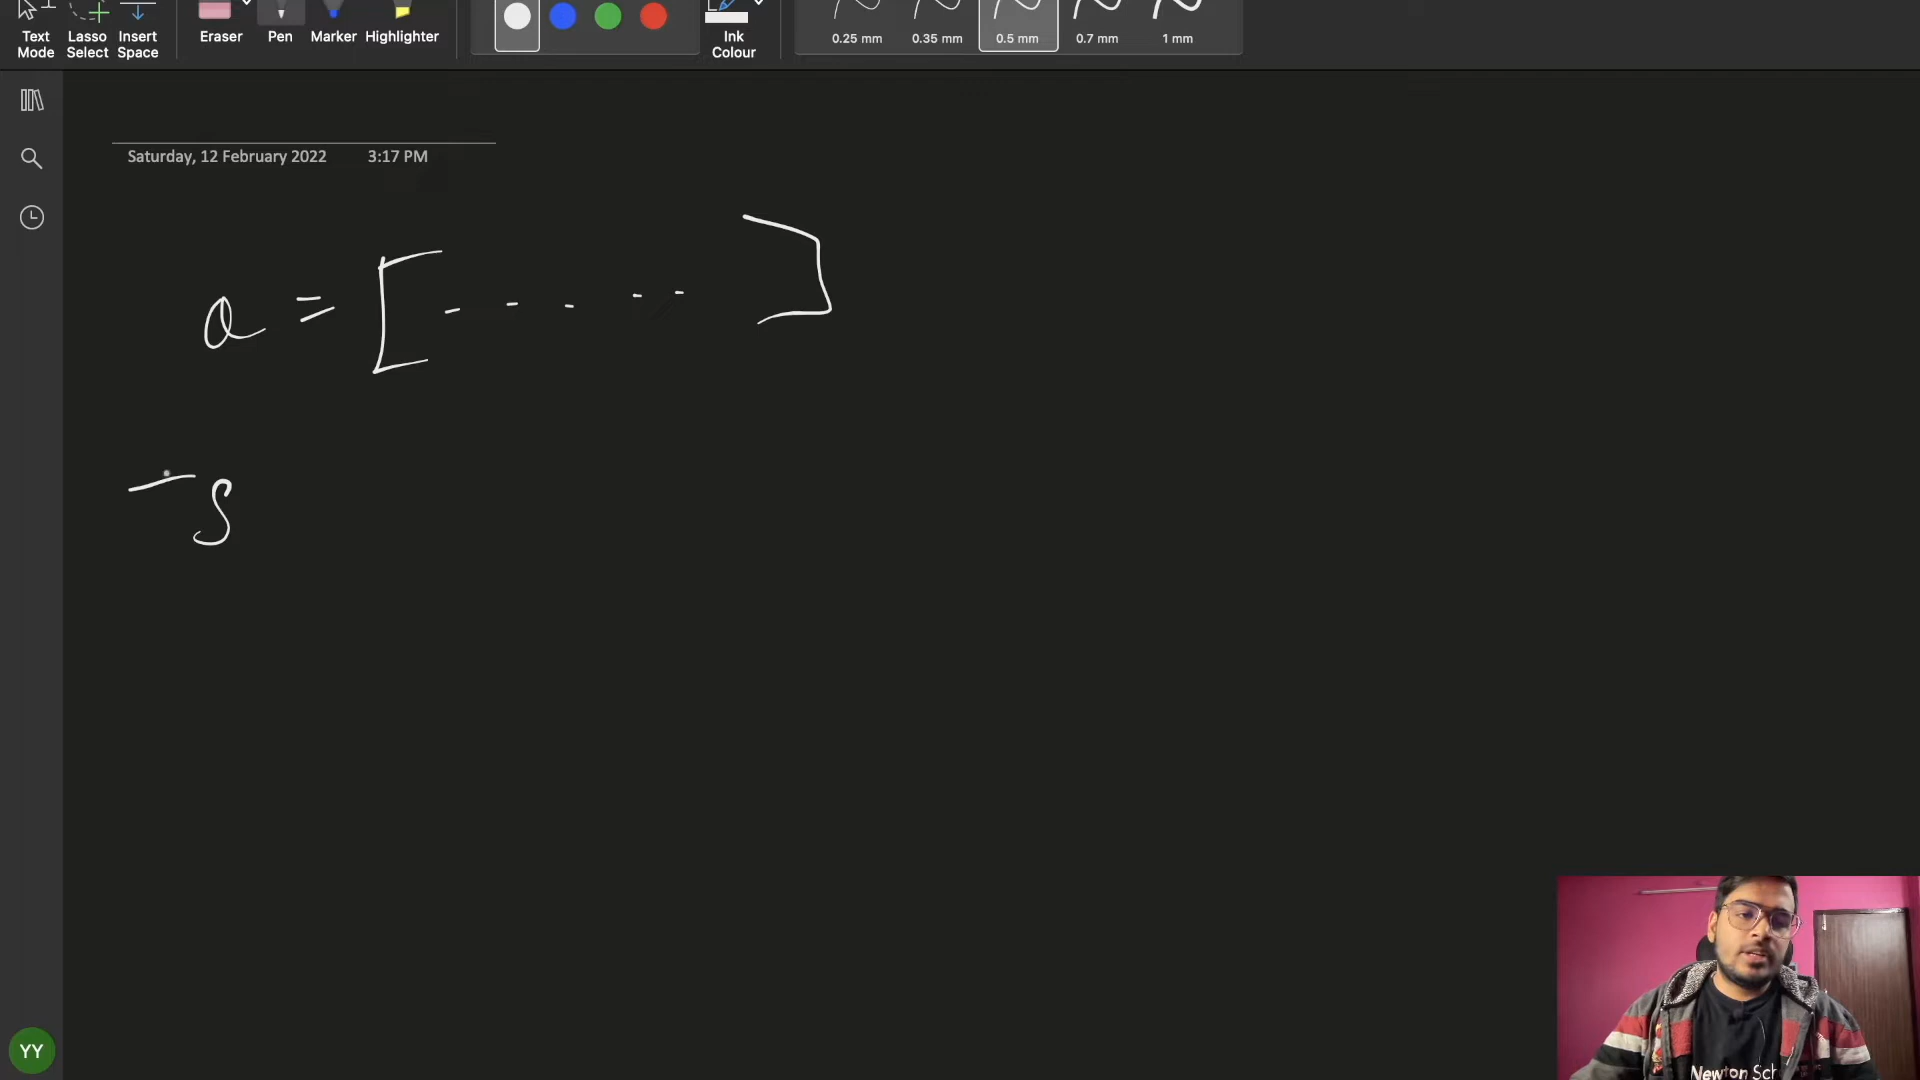 Text Mode
Lasso Select
Insert Space
Eraser
Pen
Marker
Highlighter
Ink Colour
0.25 mm
0.35 mm
0.5 mm
0.7 mm
1 mm
Saturday, 12 February 2022 3:17 PM
a = [ - - - - - ]
S
YY
Newton Sch